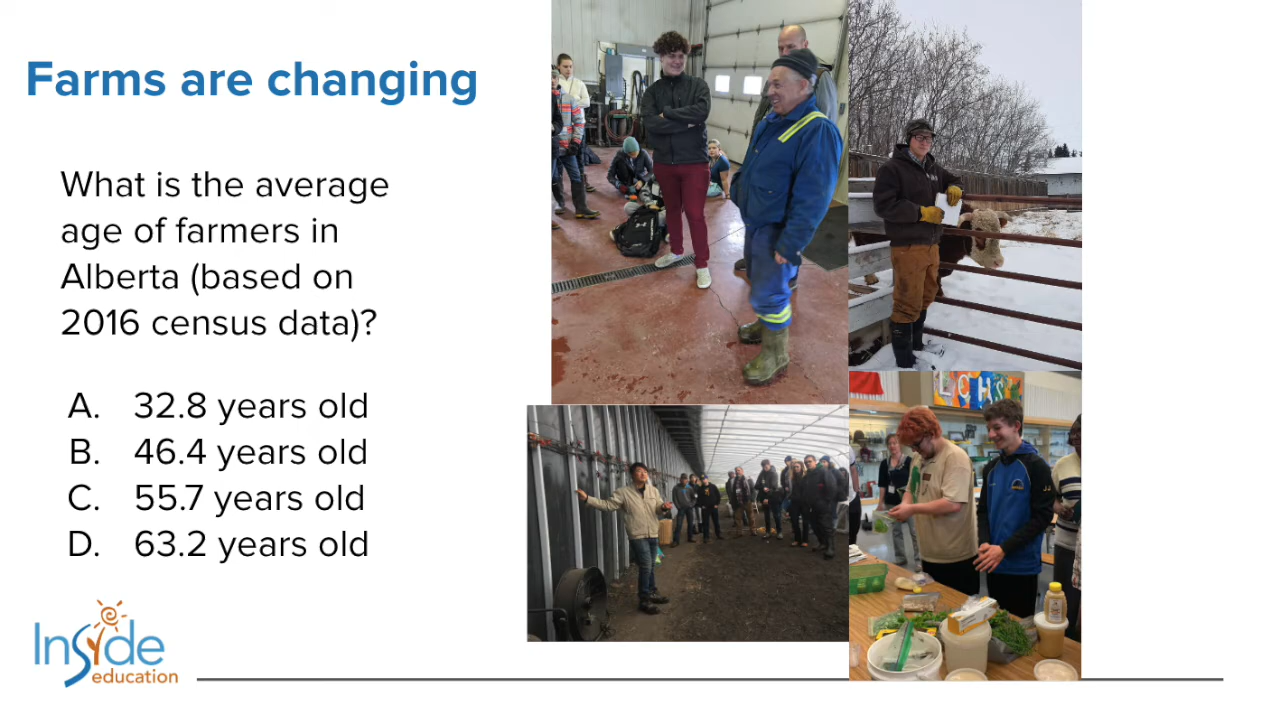 Farms are changing
What is the average
age of farmers in
Alberta (based on
2016 census data)?
A. 32.8 years old
B. 46.4 years old
C. 55.7 years old
D. 63.2 years old
Inside
education